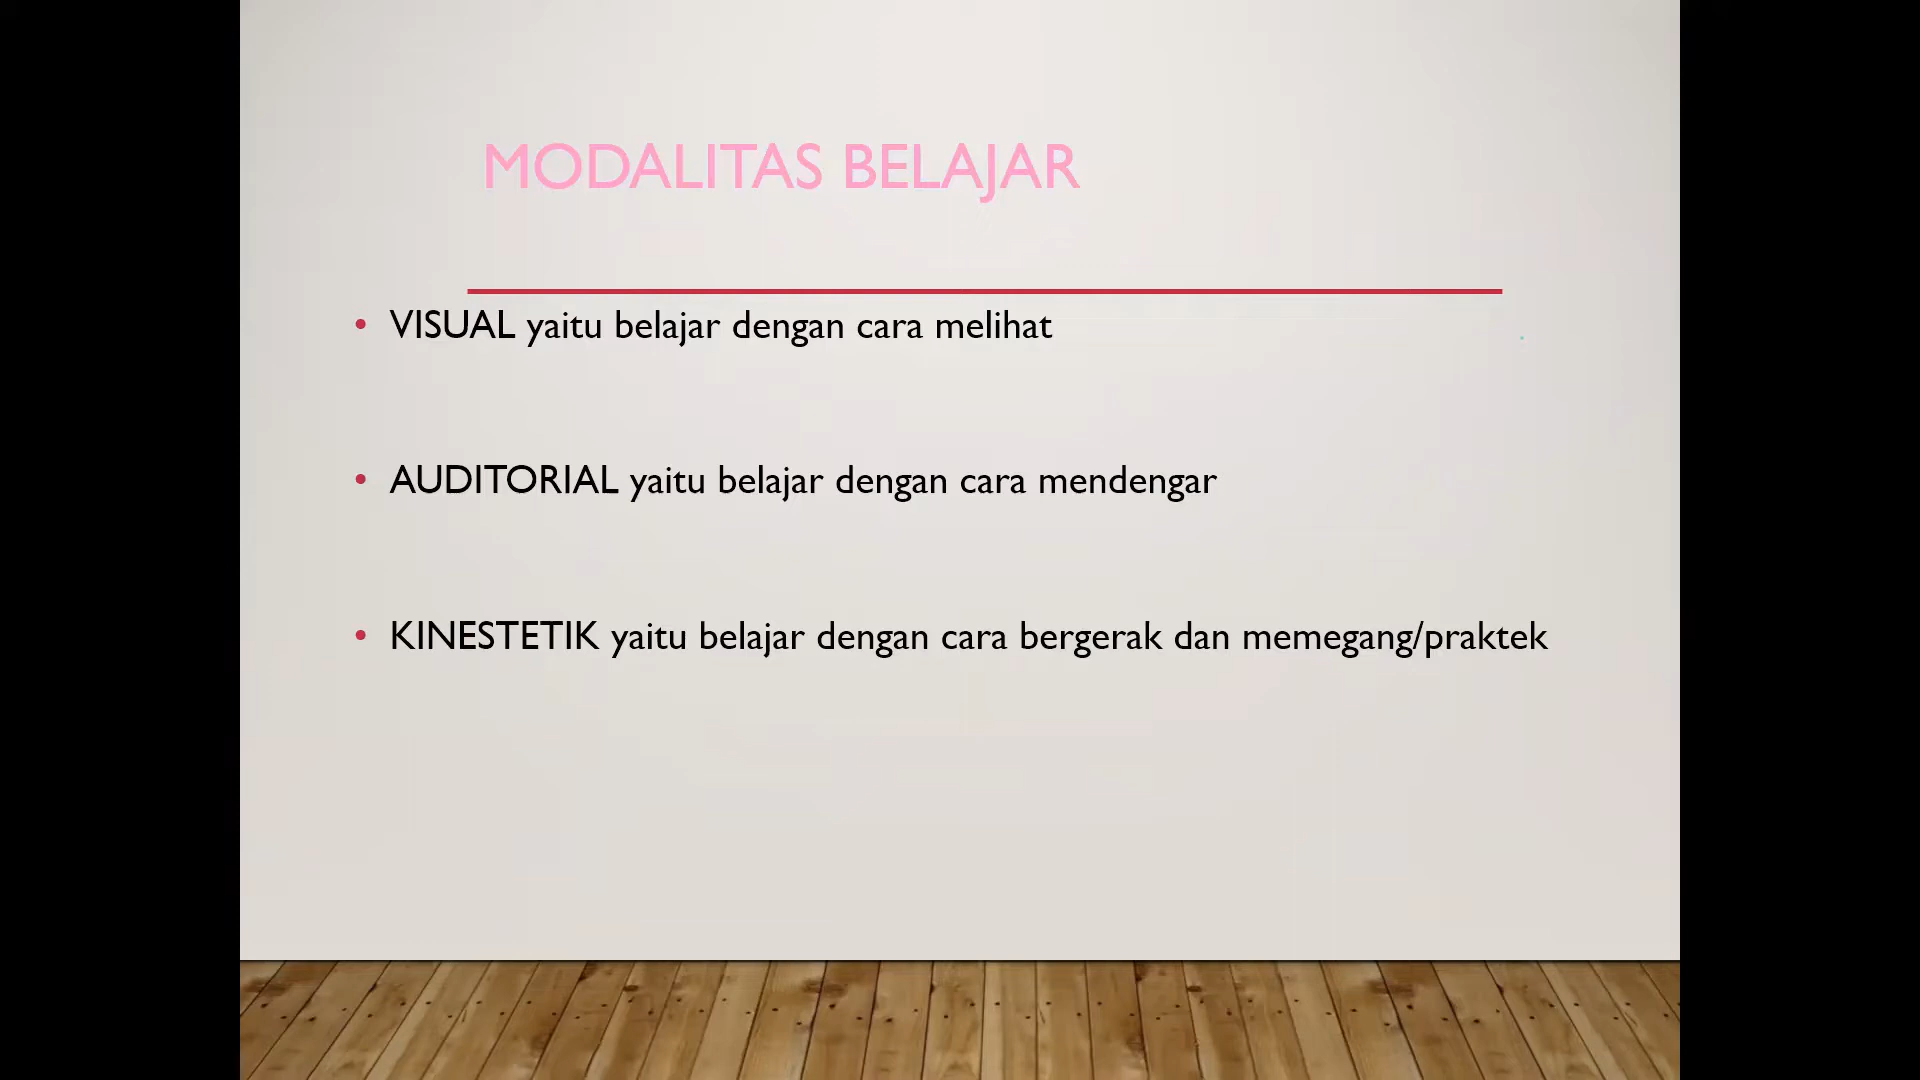 MODALITAS BELAJAR
• VISUAL yaitu belajar dengan cara melihat
• AUDITORIAL yaitu belajar dengan cara mendengar
• KINESTETIK yaitu belajar dengan cara bergerak dan memegang/praktek